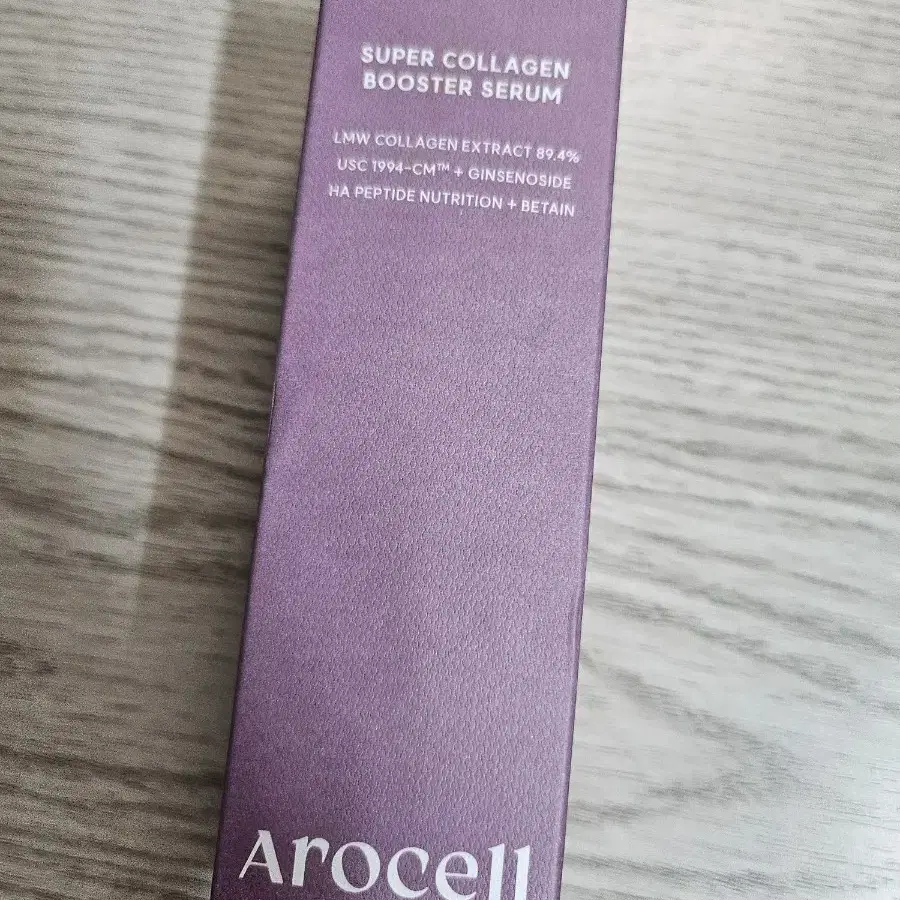 SUPER COLLAGEN
BOOSTER SERUM
LMW COLLAGEN EXTRACT 89.4%
USC 1994-CM™ + GINSENOSIDE
HA PEPTIDE NUTRITION + BETAIN
Arocell